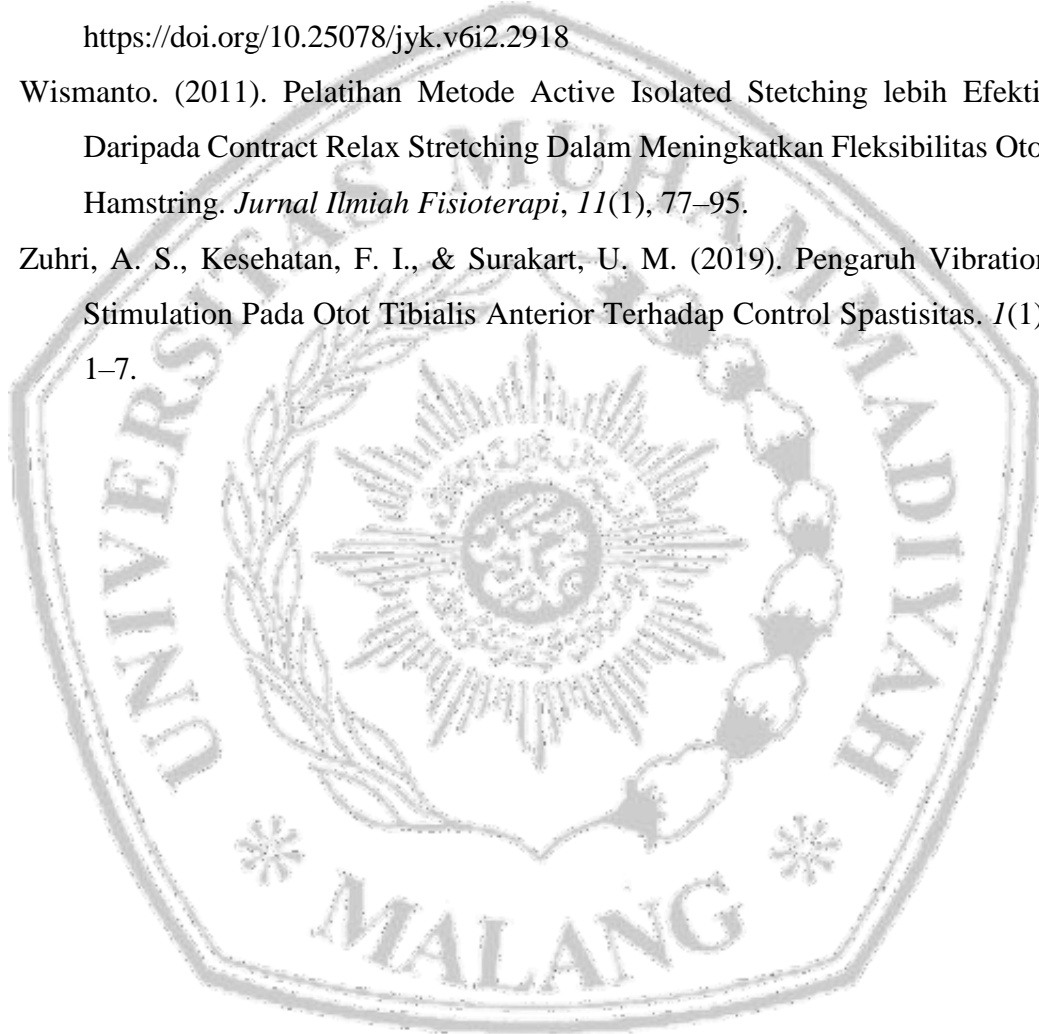 https://doi.org/10.25078/jyk.v6i2.2918
Wismanto. (2011). Pelatihan Metode Active Isolated Stetching lebih Efekti
Daripada Contract Relax Stretching Dalam Meningkatkan Fleksibilitas Oto
Hamstring. Jurnal Ilmiah Fisioterapi, 11(1), 77–95.
Zuhri, A. S., Kesehatan, F. I., & Surakart, U. M. (2019). Pengaruh Vibration
Stimulation Pada Otot Tibialis Anterior Terhadap Control Spastisitas. 1(1)
1–7.
UNIVERSITAS MUHAMMADIYAH
MALANG